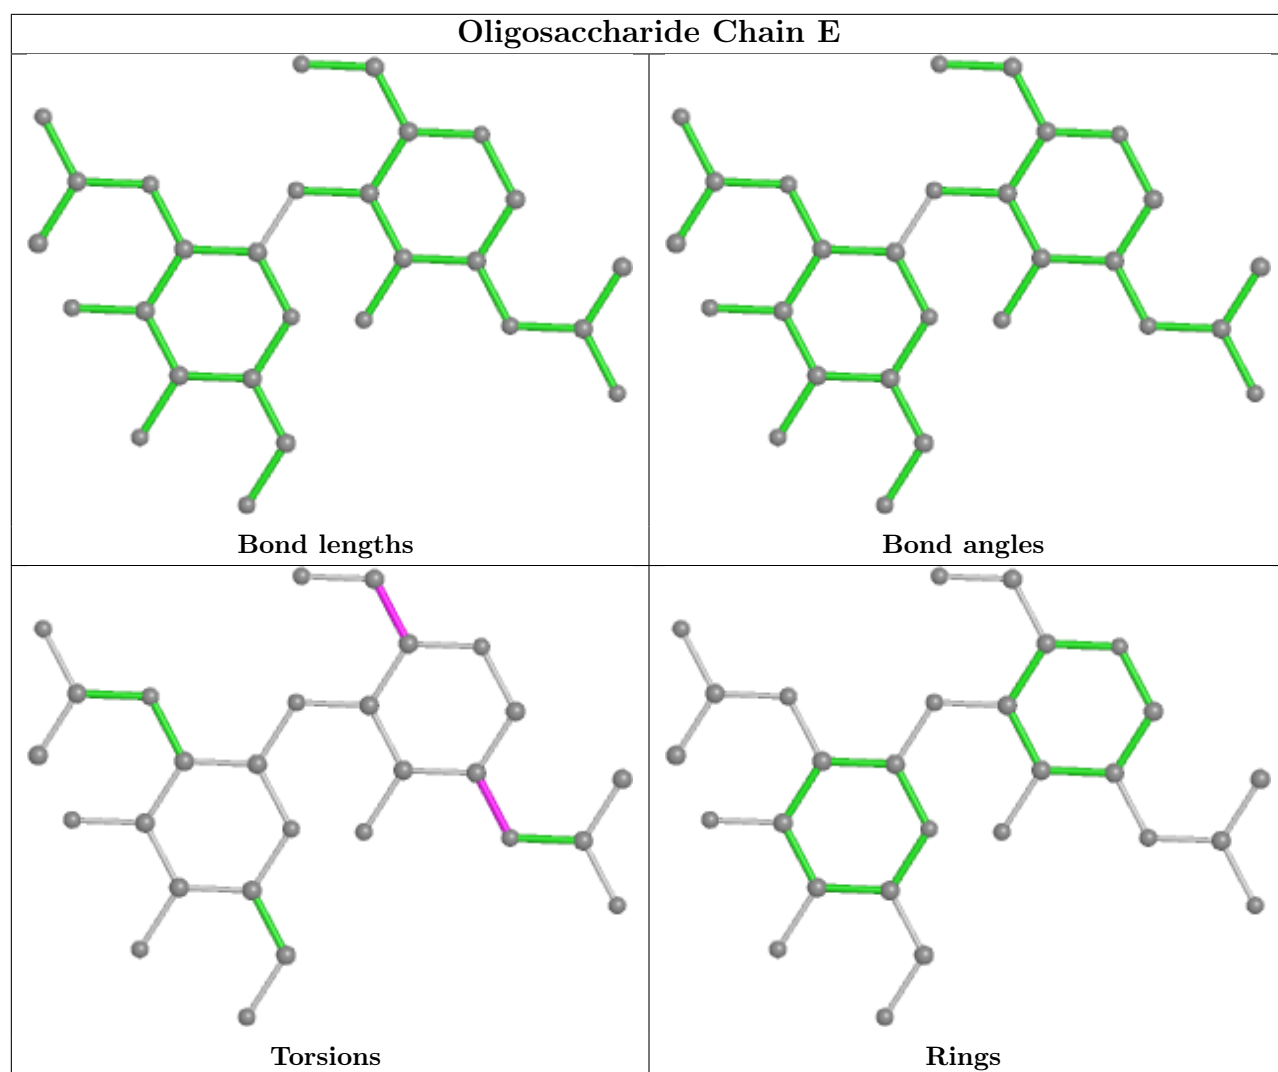 Oligosaccharide Chain E
Bond lengths
Bond angles
Torsions
Rings